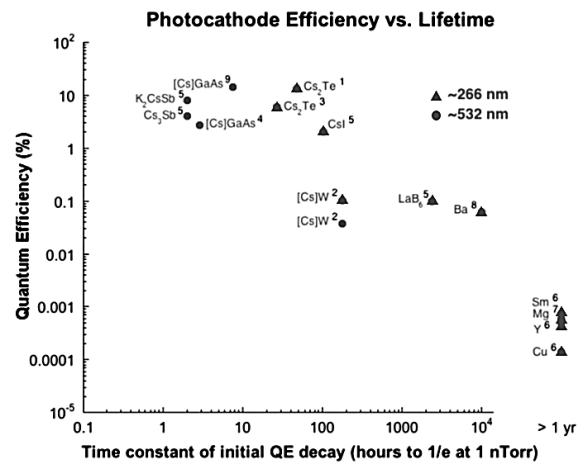 Photocathode Efficiency vs. Lifetime
10²
10
1
0.1
0.01
0.001
0.0001
10⁻⁵
Quantum Efficiency (%)
[Cs]GaAs ⁹
K₂CsSb ⁵
Cs₃Sb ⁵
[Cs]GaAs ⁴
Cs₂Te ¹
Cs₂Te ³
CsI ⁵
▲ ~266 nm
● ~532 nm
[Cs]W ²
[Cs]W ²
LaB₆ ⁵
Ba ⁸
Sm ⁶
Mg ⁷
Y ⁶
Cu ⁶
0.1 1 10 100 1000 10⁴ > 1 yr
Time constant of initial QE decay (hours to 1/e at 1 nTorr)